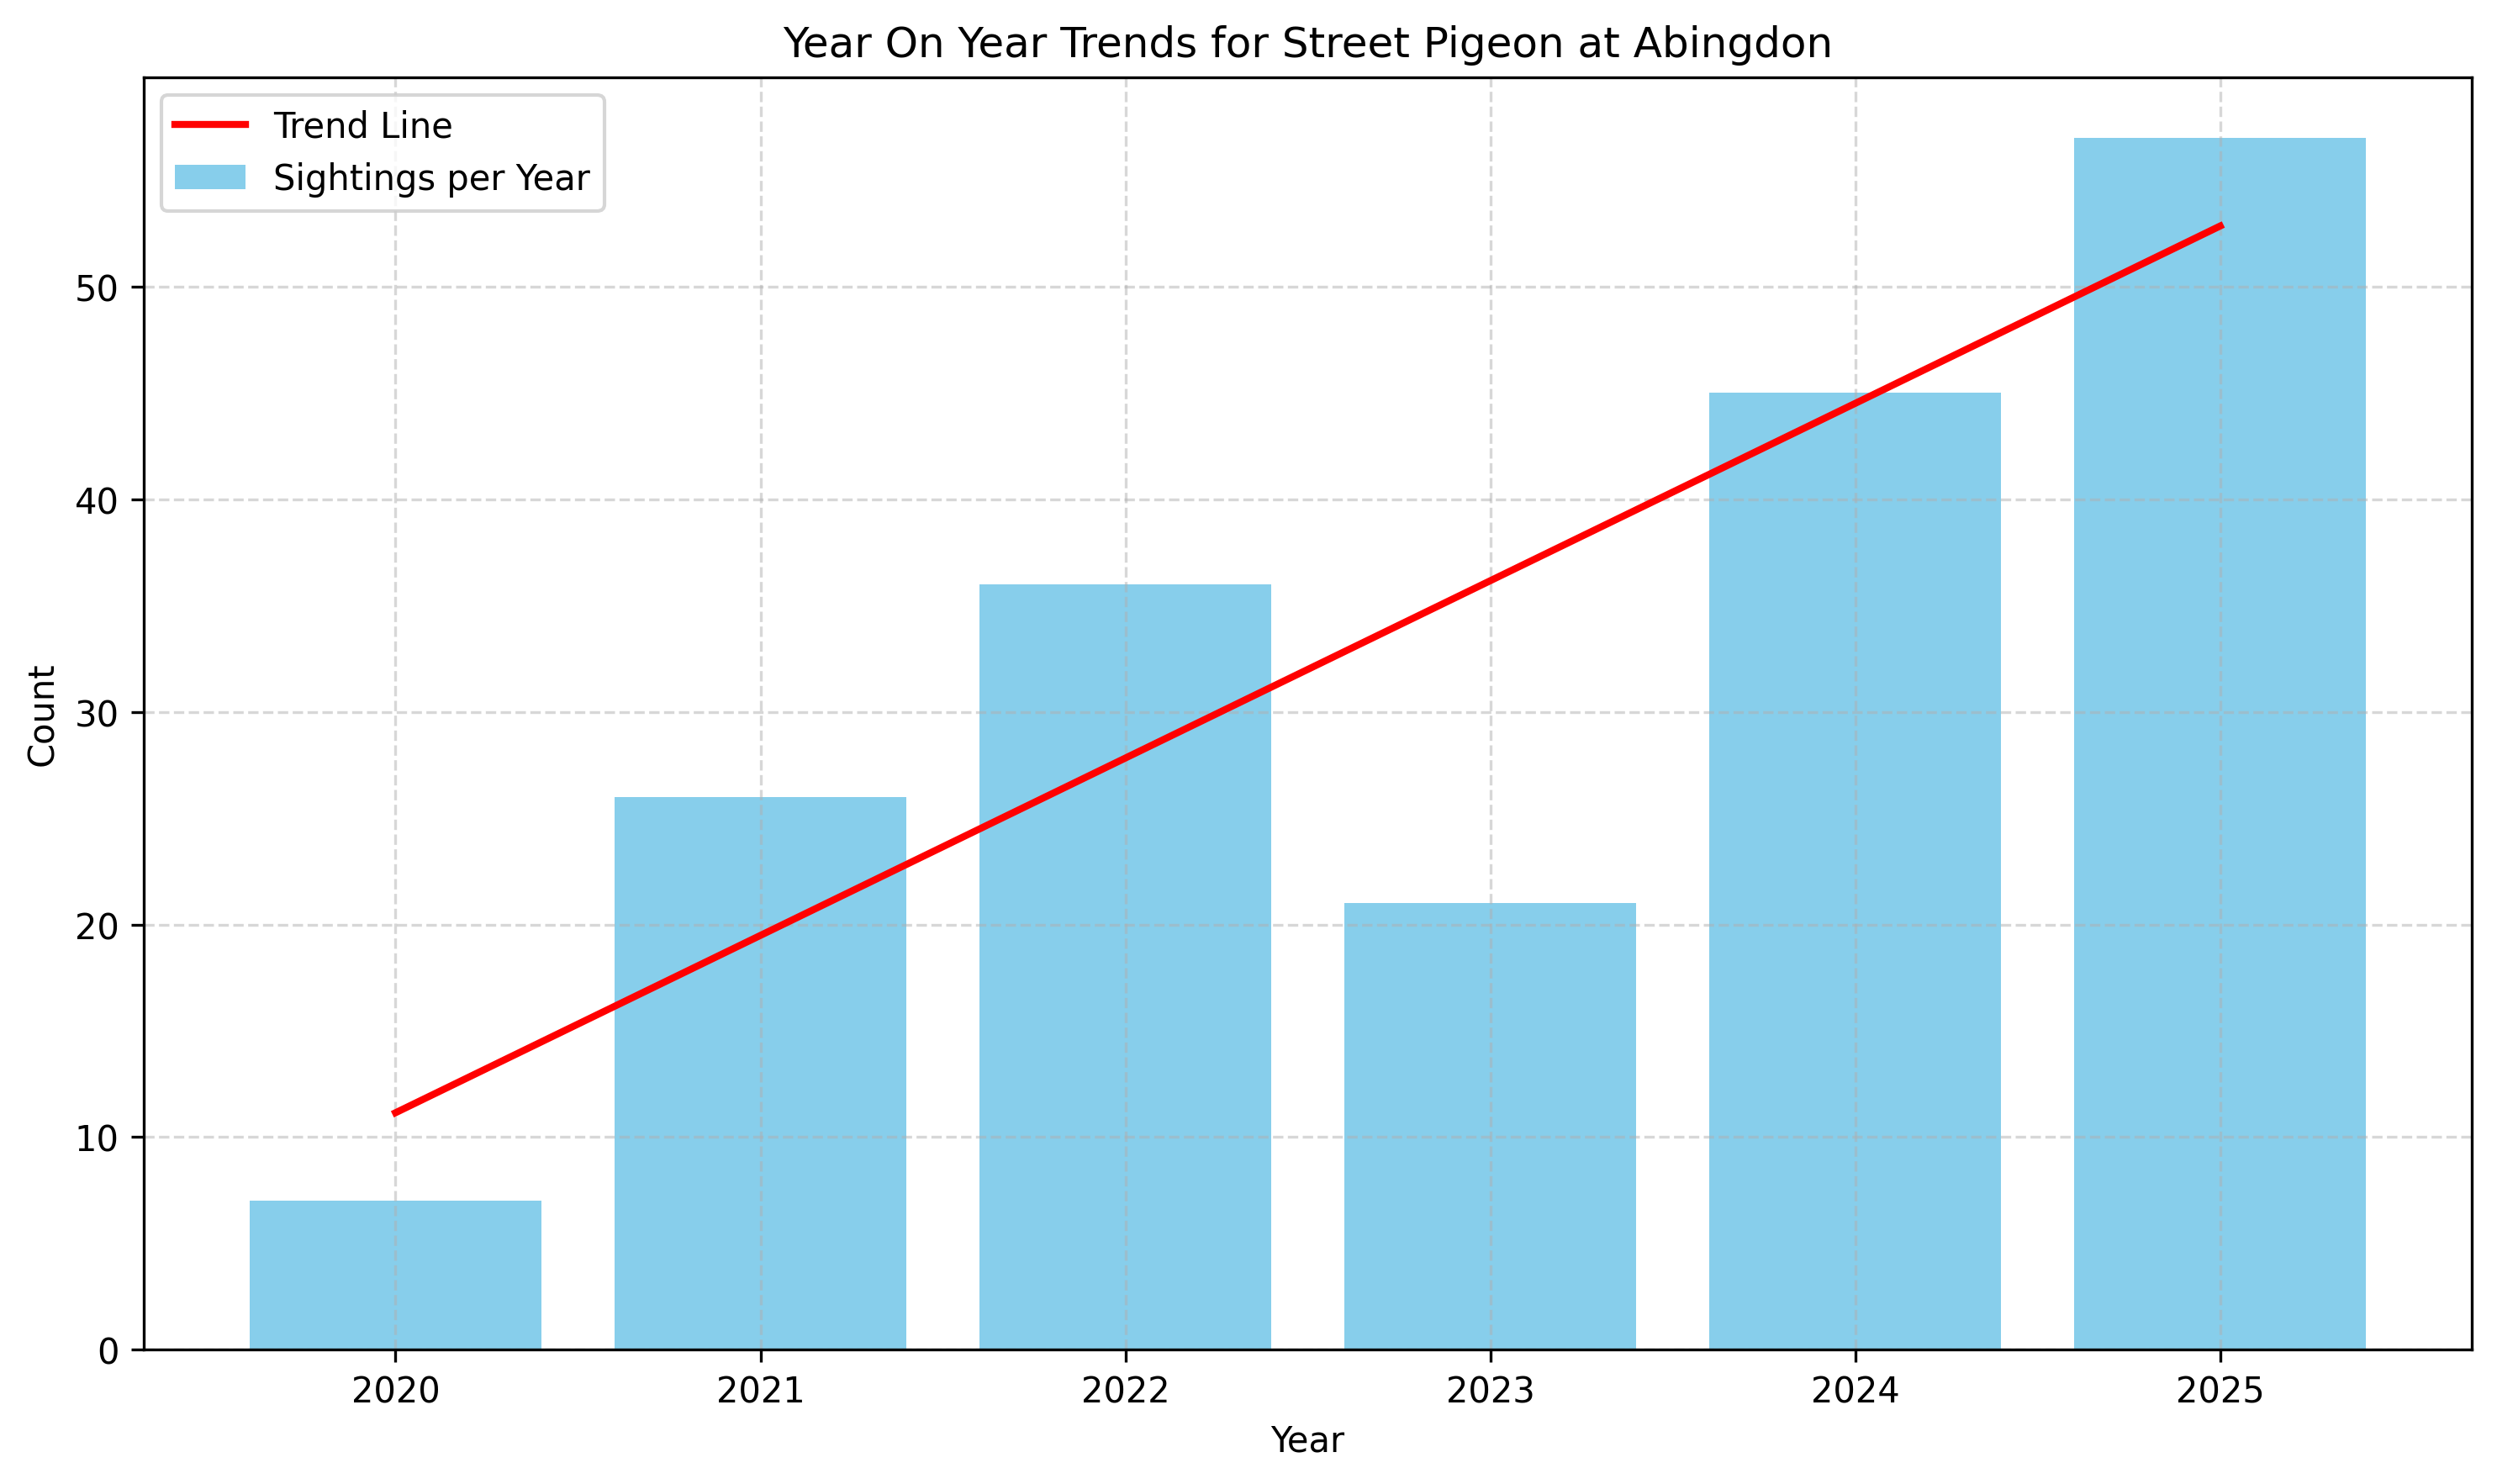 Year On Year Trends for Street Pigeon at Abingdon
Trend Line
Sightings per Year
50
40
30
20
10
0
Count
2020 2021 2022 2023 2024 2025
Year